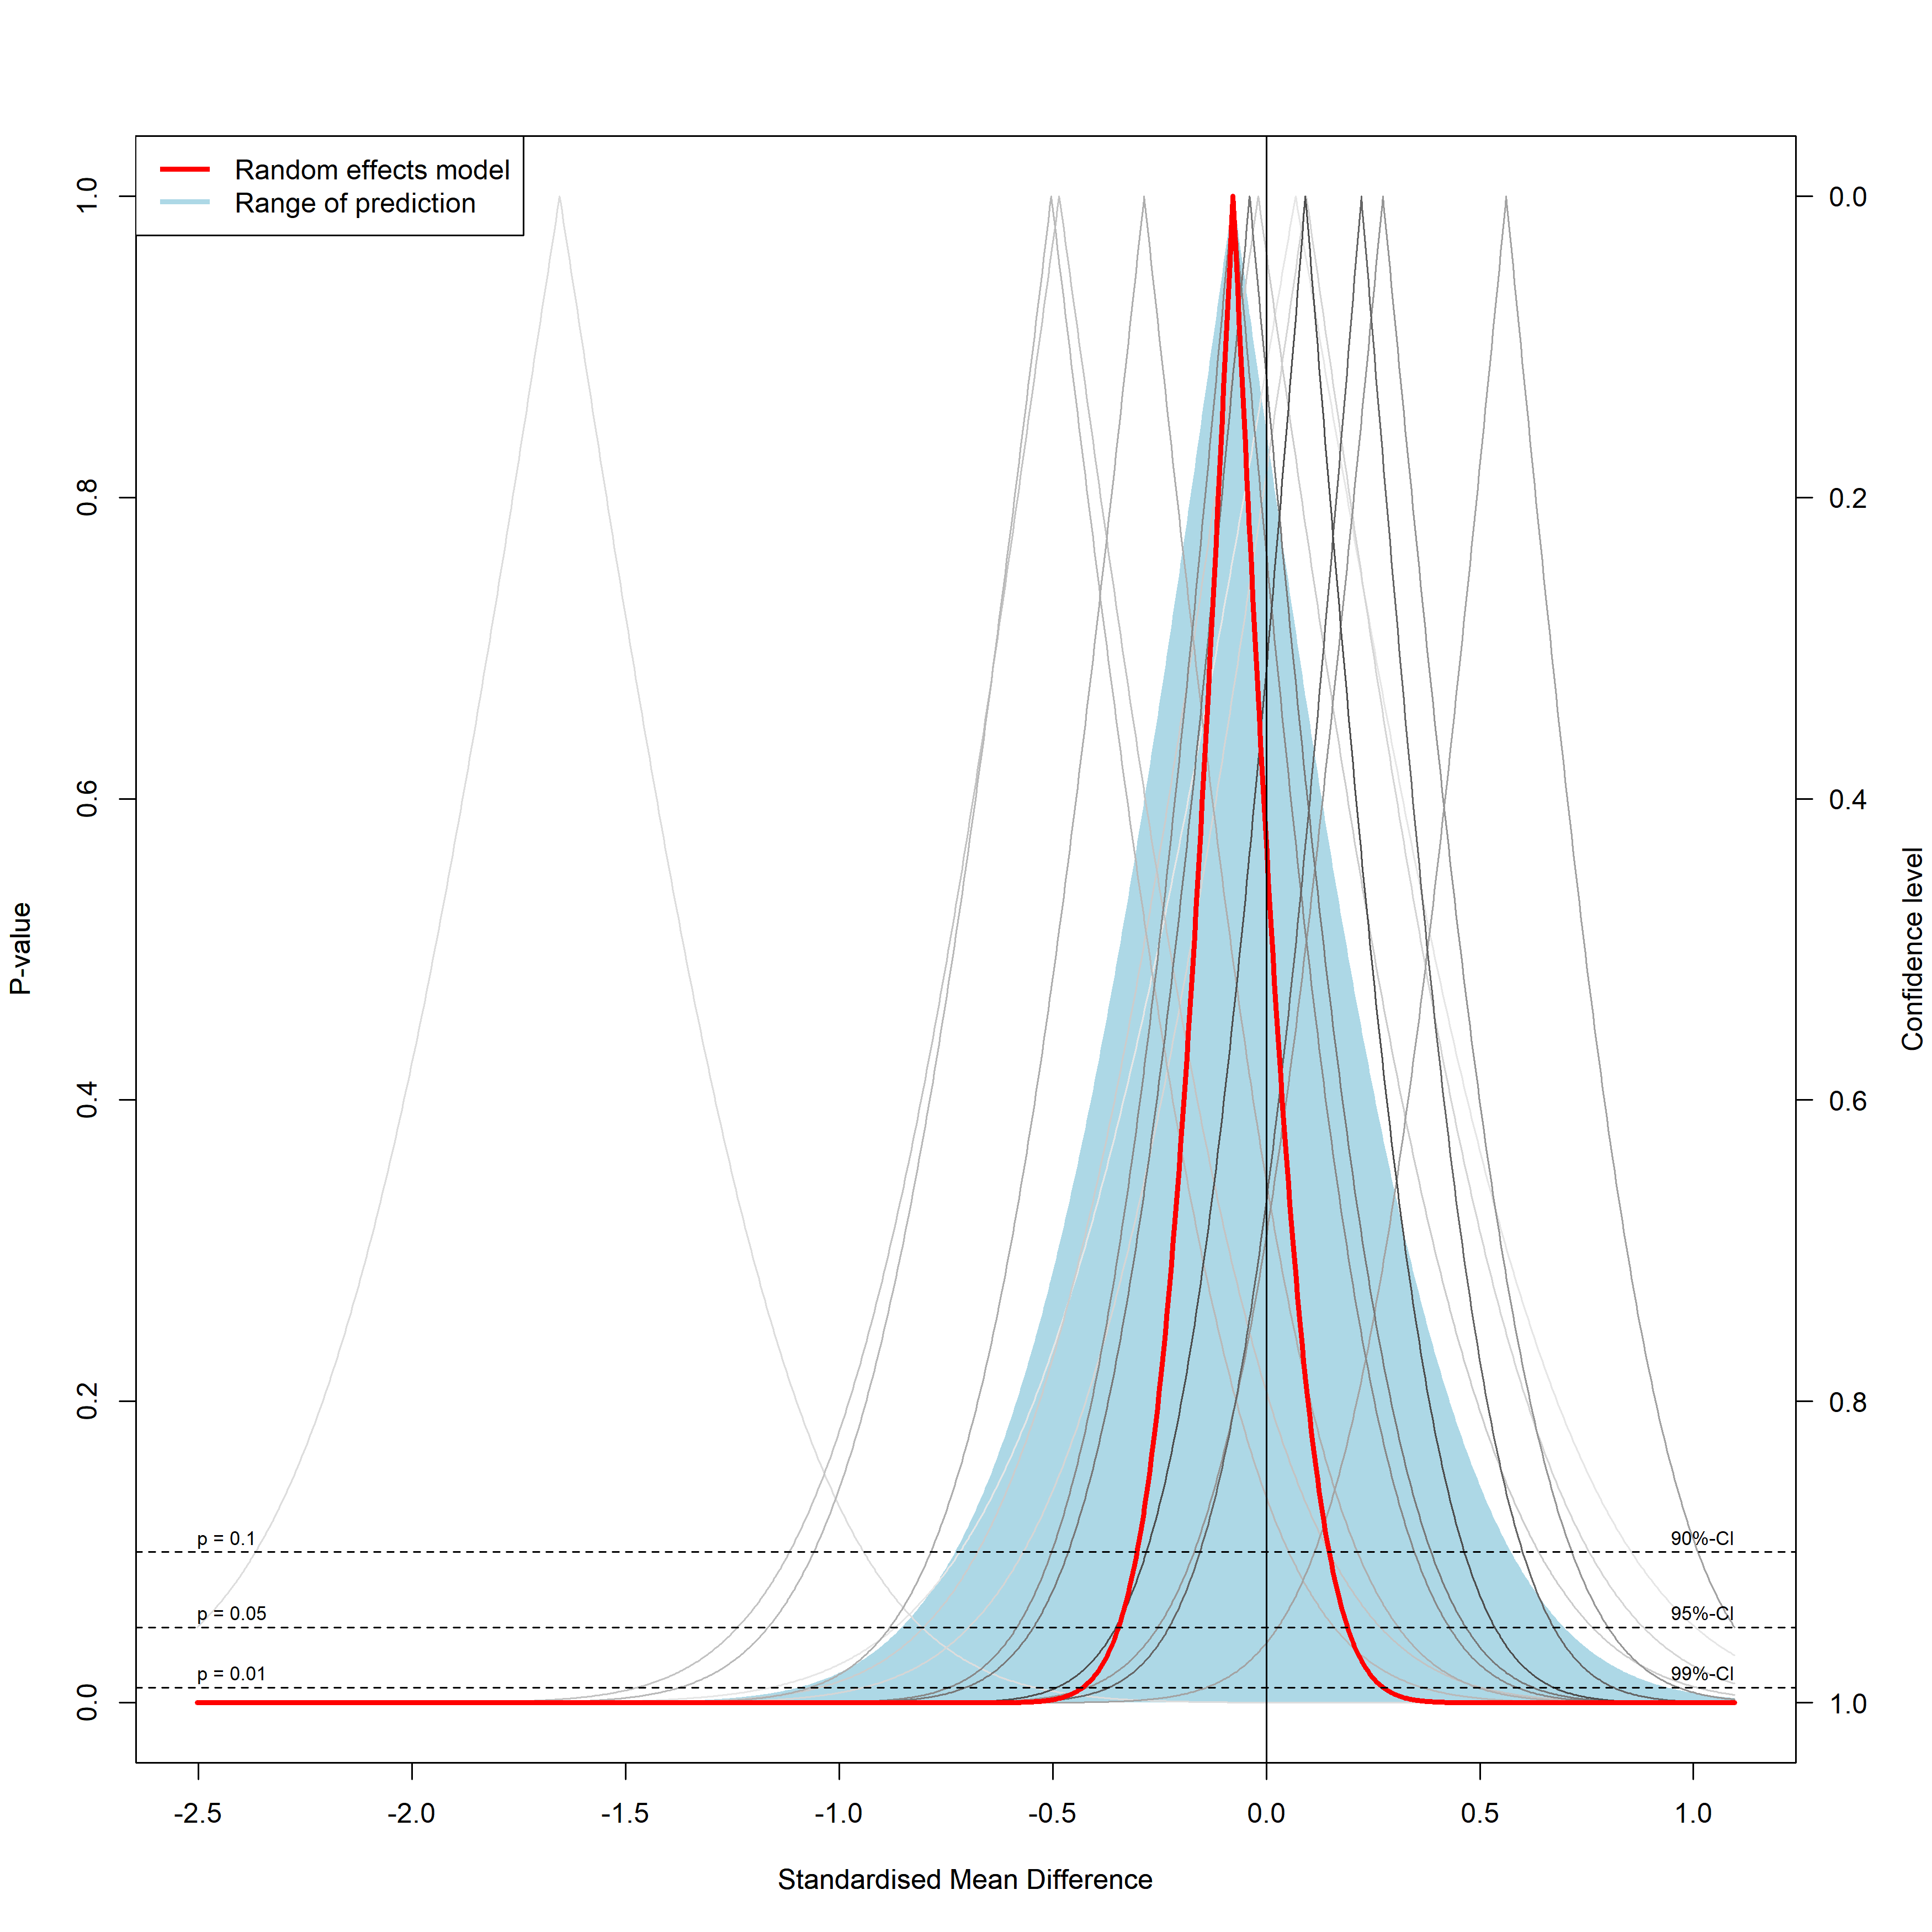 Random effects model
Range of prediction
1.0
0.8
0.6
0.4
0.2
0.0
P-value
0.0
0.2
0.4
0.6
0.8
1.0
Confidence level
p = 0.1
90%-CI
p = 0.05
95%-CI
p = 0.01
99%-CI
-2.5
-2.0
-1.5
-1.0
-0.5
0.0
0.5
1.0
Standardised Mean Difference